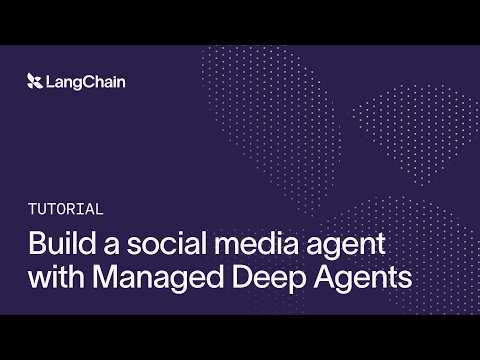 LangChain
TUTORIAL
Build a social media agent
with Managed Deep Agents